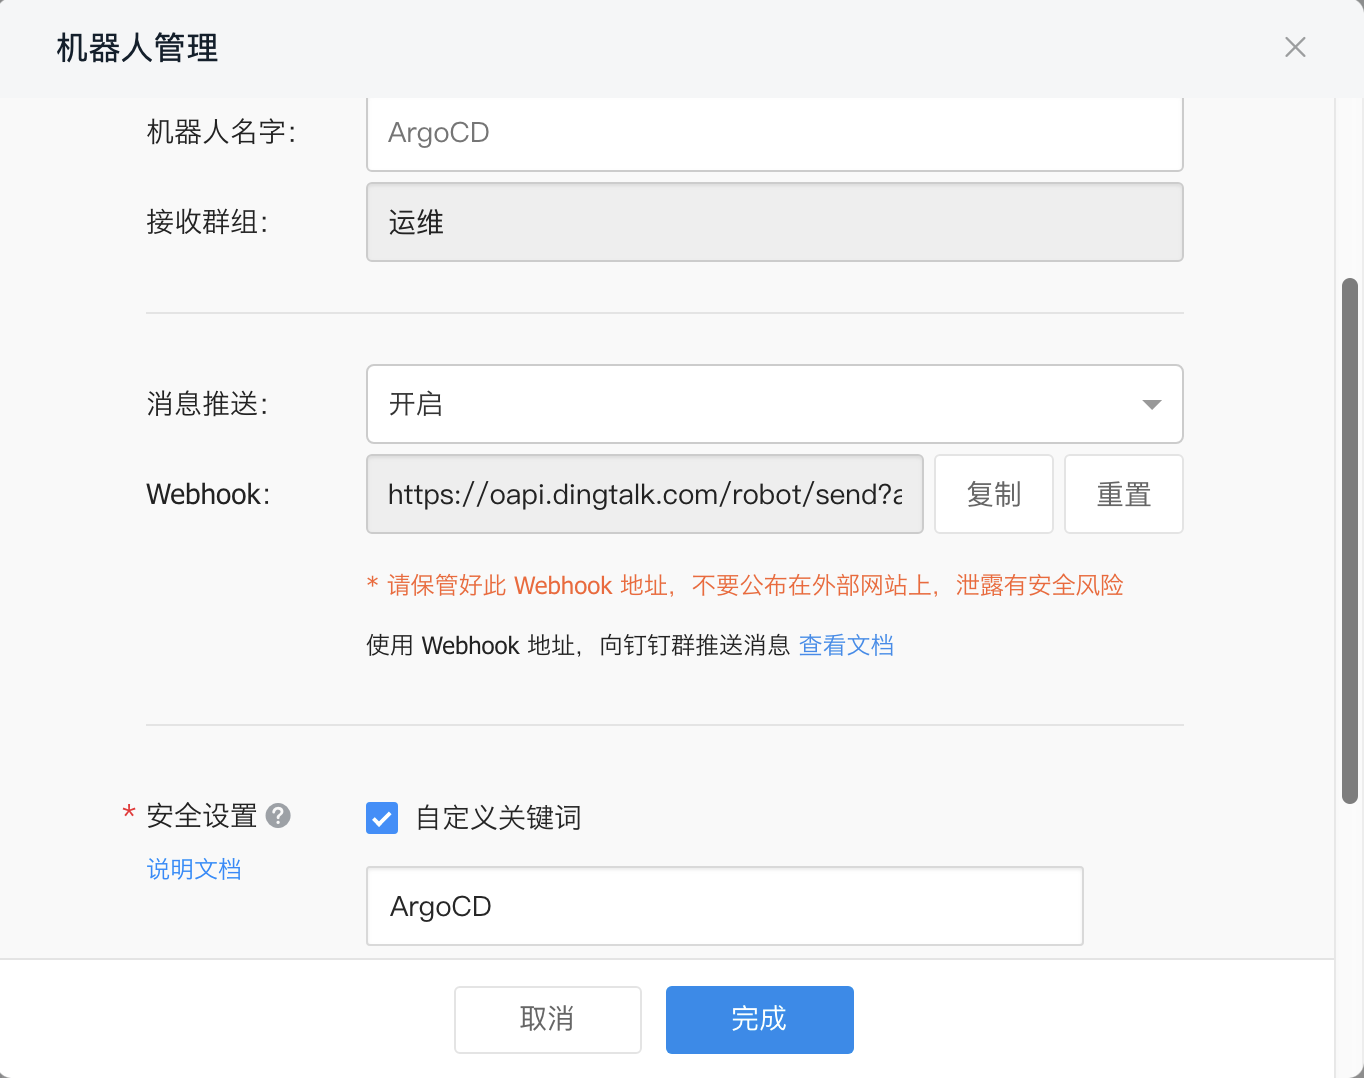 机器人管理
机器人名字: ArgoCD
接收群组: 运维
消息推送: 开启
Webhook: https://oapi.dingtalk.com/robot/send?a 复制 重置
* 请保管好此 Webhook 地址，不要公布在外部网站上，泄露有安全风险
使用 Webhook 地址，向钉钉群推送消息 查看文档
* 安全设置 ? 自定义关键词
说明文档
ArgoCD
取消 完成